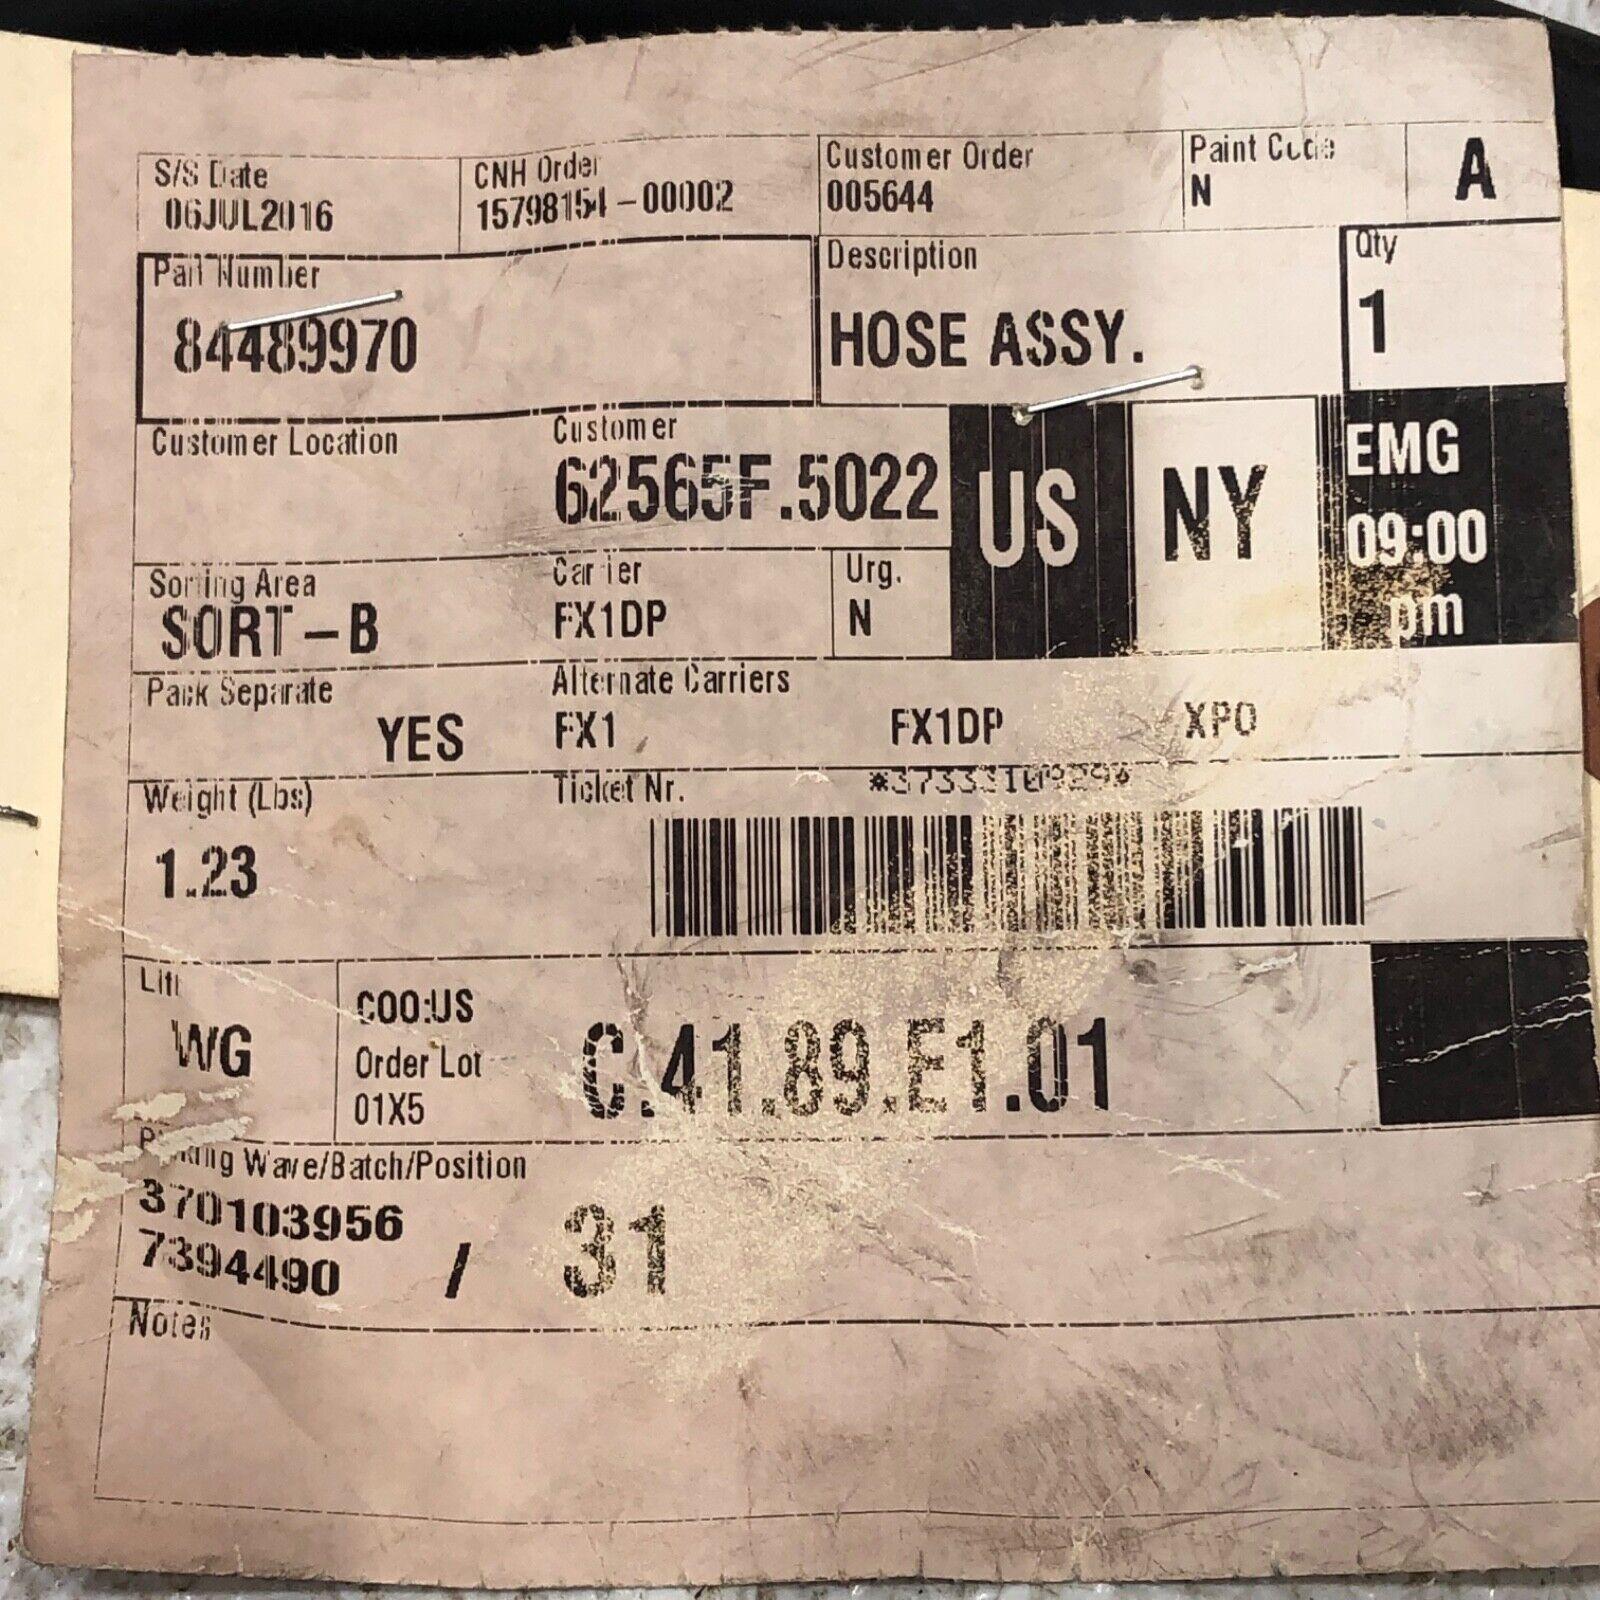 S/S Date
06JUL2016
CNH Order
15798154-00002
Customer Order
005644
Paint Code
N
A
Part Number
84489970
Description
HOSE ASSY.
Qty
1
Customer Location
Customer
62565F.5022
US
NY
EMG
09:00
pm
Sorting Area
SORT-B
Carrier
FX1DP
Urg.
N
Pack Separate
YES
Alternate Carriers
FX1 FX1DP XPO
Weight (Lbs)
1.23
Ticket Nr.
WG
COO:US
Order Lot
01X5
C.41.89.E1.01
Wave/Batch/Position
370103956
7394490 / 31
Notes